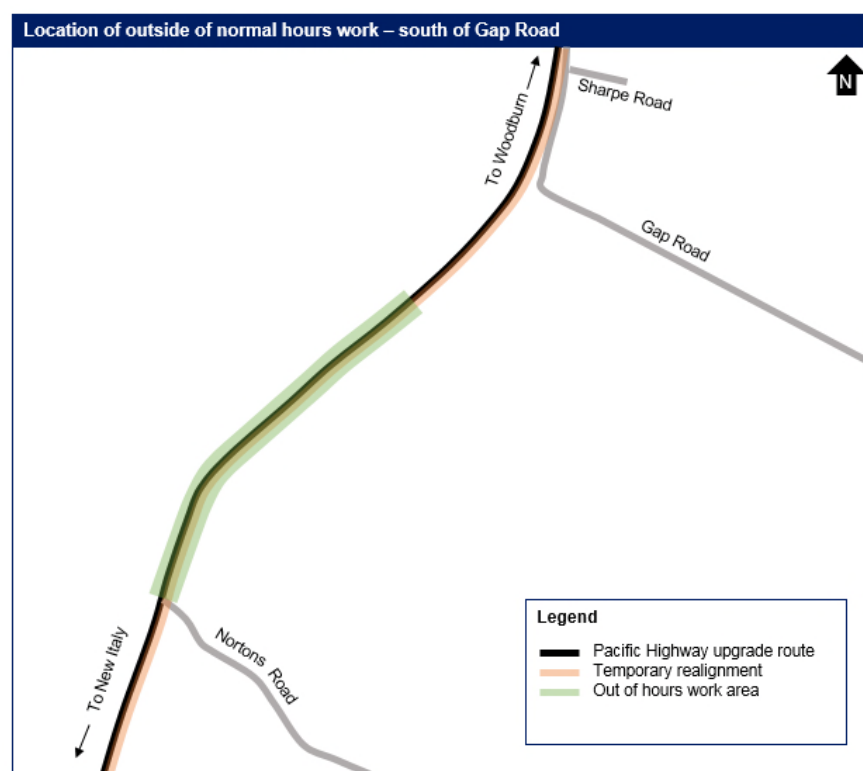 Location of outside of normal hours work – south of Gap Road
N
Sharpe Road
To Woodburn
Gap Road
Nortons Road
To New Italy
Legend
Pacific Highway upgrade route
Temporary realignment
Out of hours work area